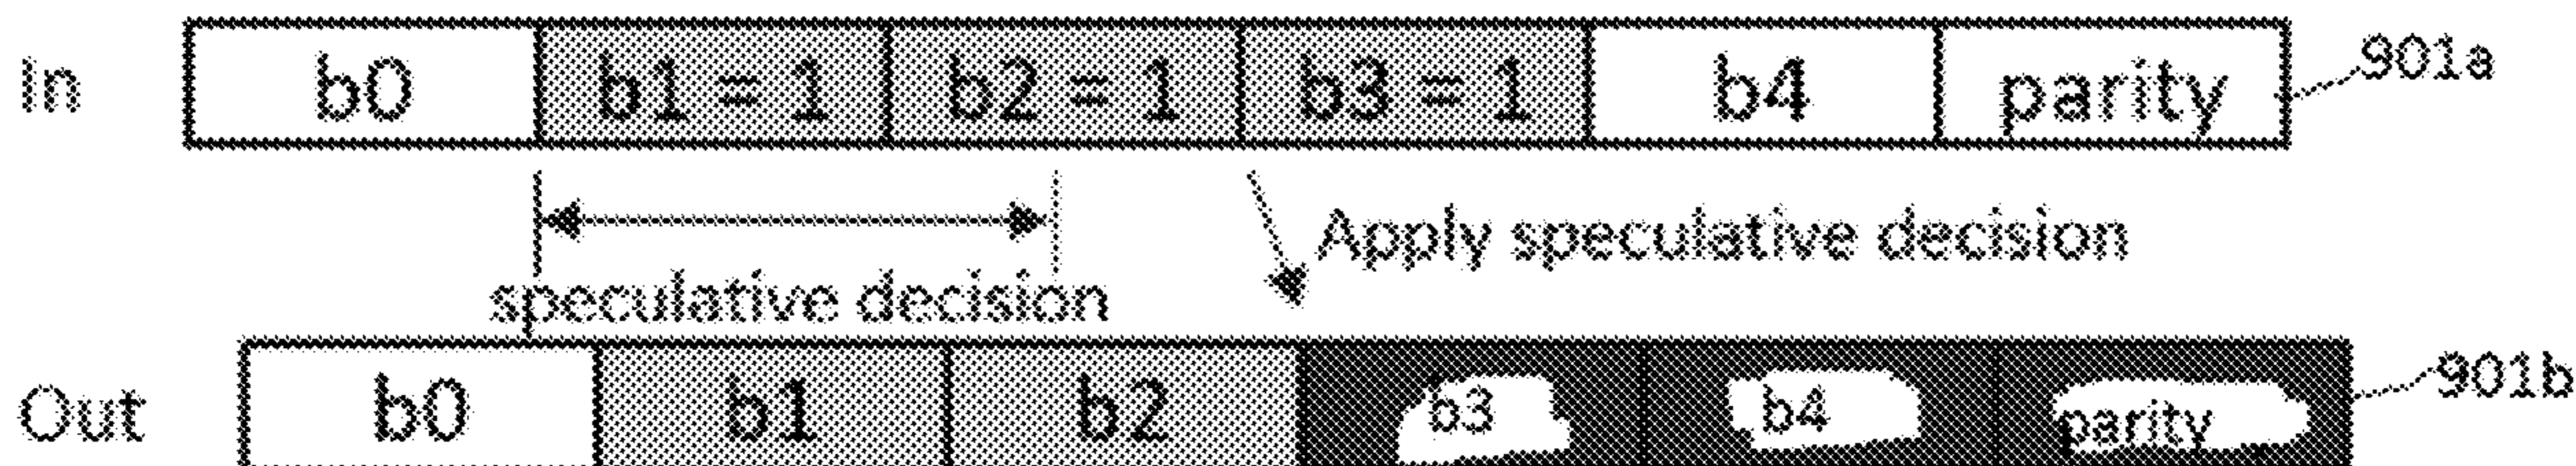 In b0 b1 = 1 b2 = 1 b3 = 1 b4 parity 901a
Apply speculative decision
speculative decision
Out b0 b1 b2 b3 b4 parity 901b